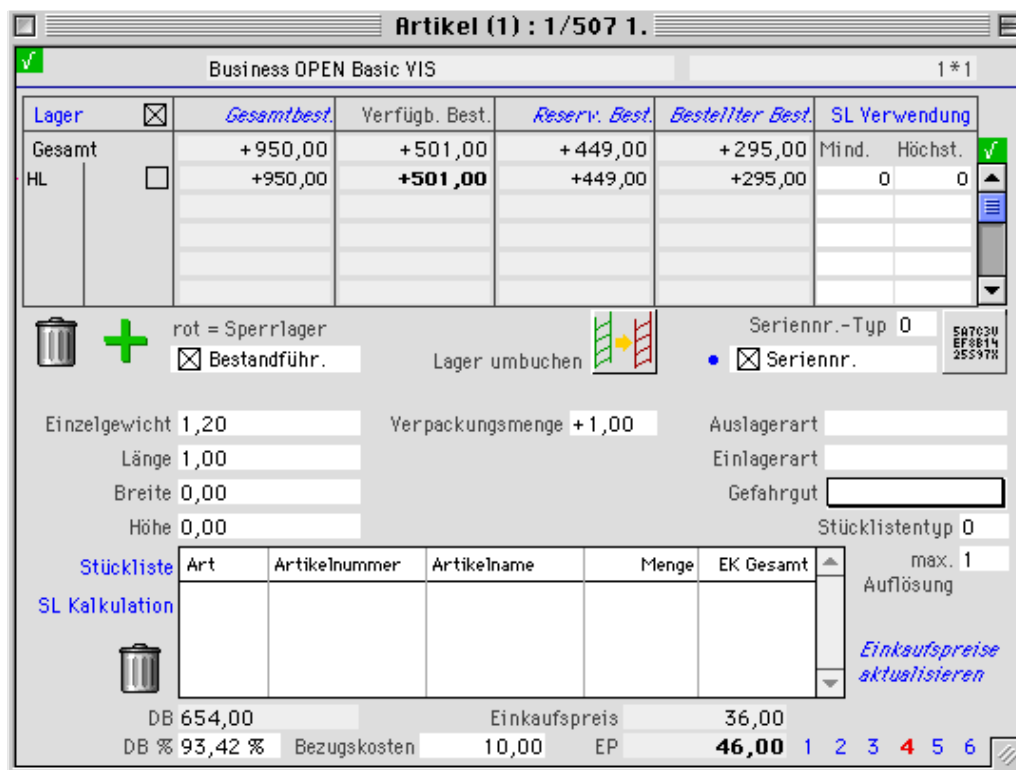 Artikel (1) : 1/507 1.
√ Business OPEN Basic VIS 1*1
Lager Gesamtbest. Verfügb. Best. Reserv. Best. Bestellter Best. SL Verwendung
Gesamt +950,00 +501,00 +449,00 +295,00 Mind. Höchst. √
HL +950,00 +501,00 +449,00 +295,00 0 0
rot = Sperrlager Seriennr.-Typ 0
Bestandführ. Lager umbuchen Seriennr.
Einzelgewicht 1,20 Verpackungsmenge +1,00 Auslagerart
Länge 1,00 Einlagerart
Breite 0,00 Gefahrgut
Höhe 0,00 Stücklistentyp 0
Stückliste Art Artikelnummer Artikelname Menge EK Gesamt max. 1
Auflösung
SL Kalkulation
Einkaufspreise
aktualisieren
DB 654,00 Einkaufspreis 36,00
DB % 93,42 % Bezugskosten 10,00 EP 46,00 1 2 3 4 5 6